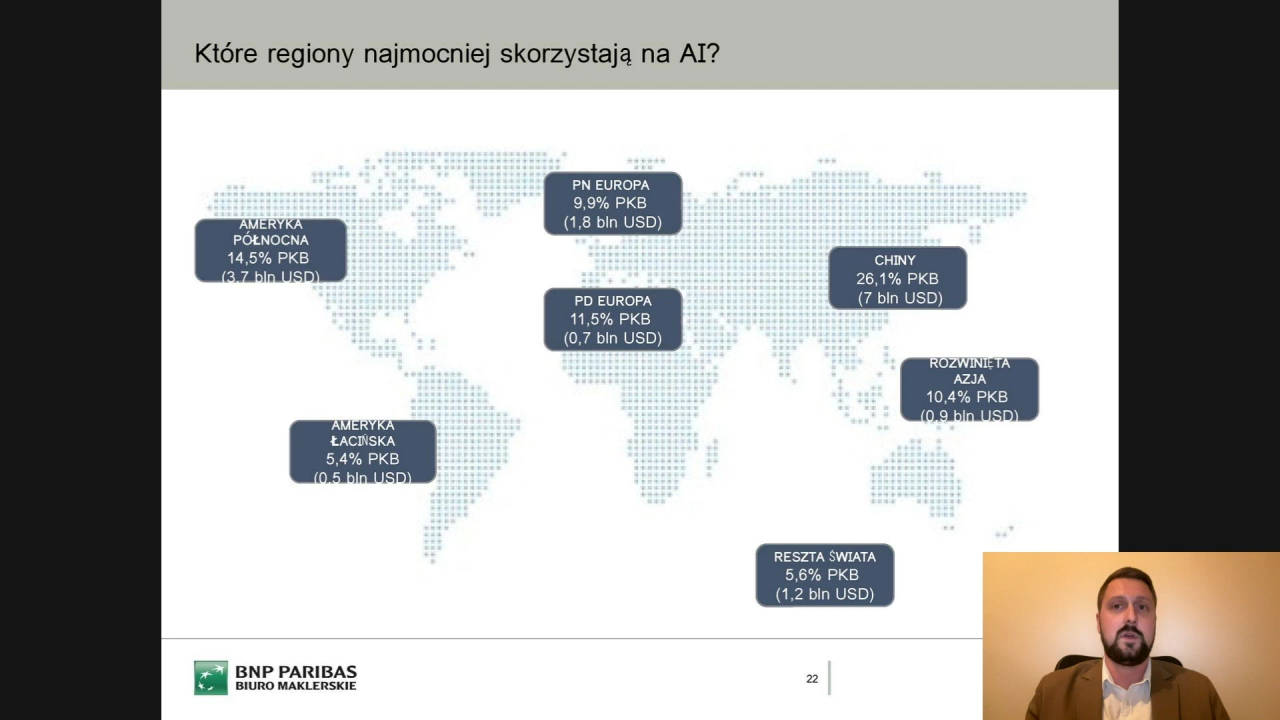 Które regiony najmocniej skorzystają na AI?
PN EUROPA
9,9% PKB
(1,8 bln USD)
AMERYKA
PÓŁNOCNA
14,5% PKB
(3,7 bln USD)
CHINY
26,1% PKB
(7 bln USD)
PD EUROPA
11,5% PKB
(0,7 bln USD)
ROZWINIĘTA
AZJA
10,4% PKB
(0,9 bln USD)
AMERYKA
ŁACIŃSKA
5,4% PKB
(0,5 bln USD)
RESZTA ŚWIATA
5,6% PKB
(1,2 bln USD)
BNP PARIBAS
BIURO MAKLERSKIE
22